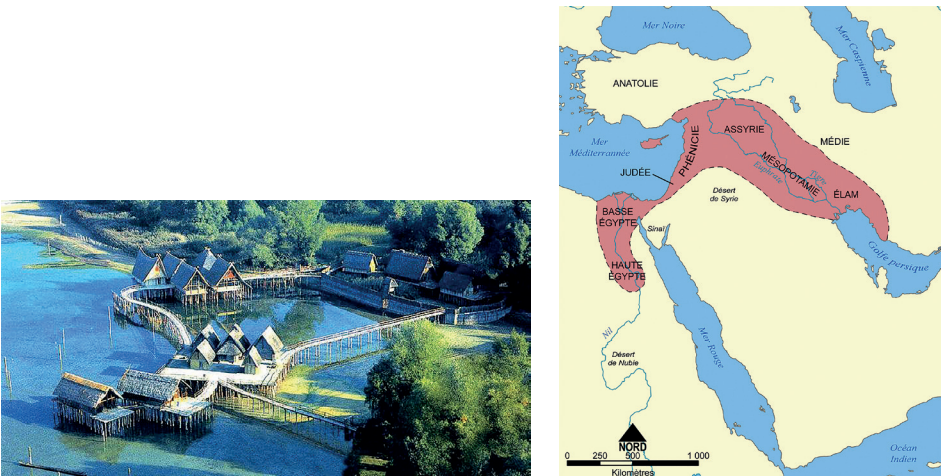 Mer Noire
Mer Caspienne
ANATOLIE
ASSYRIE
MÉDIE
Mer
Méditerrannée
PHÉNICIE
MÉSOPOTAMIE
Tigre
Euphrate
JUDÉE
ÉLAM
Désert
de Syrie
BASSE
ÉGYPTE
Sinaï
Golfe persique
HAUTE
ÉGYPTE
Nil
Mer Rouge
Désert
de Nubie
NORD
0 250 500 1 000
Kilomètres
Océan
Indien